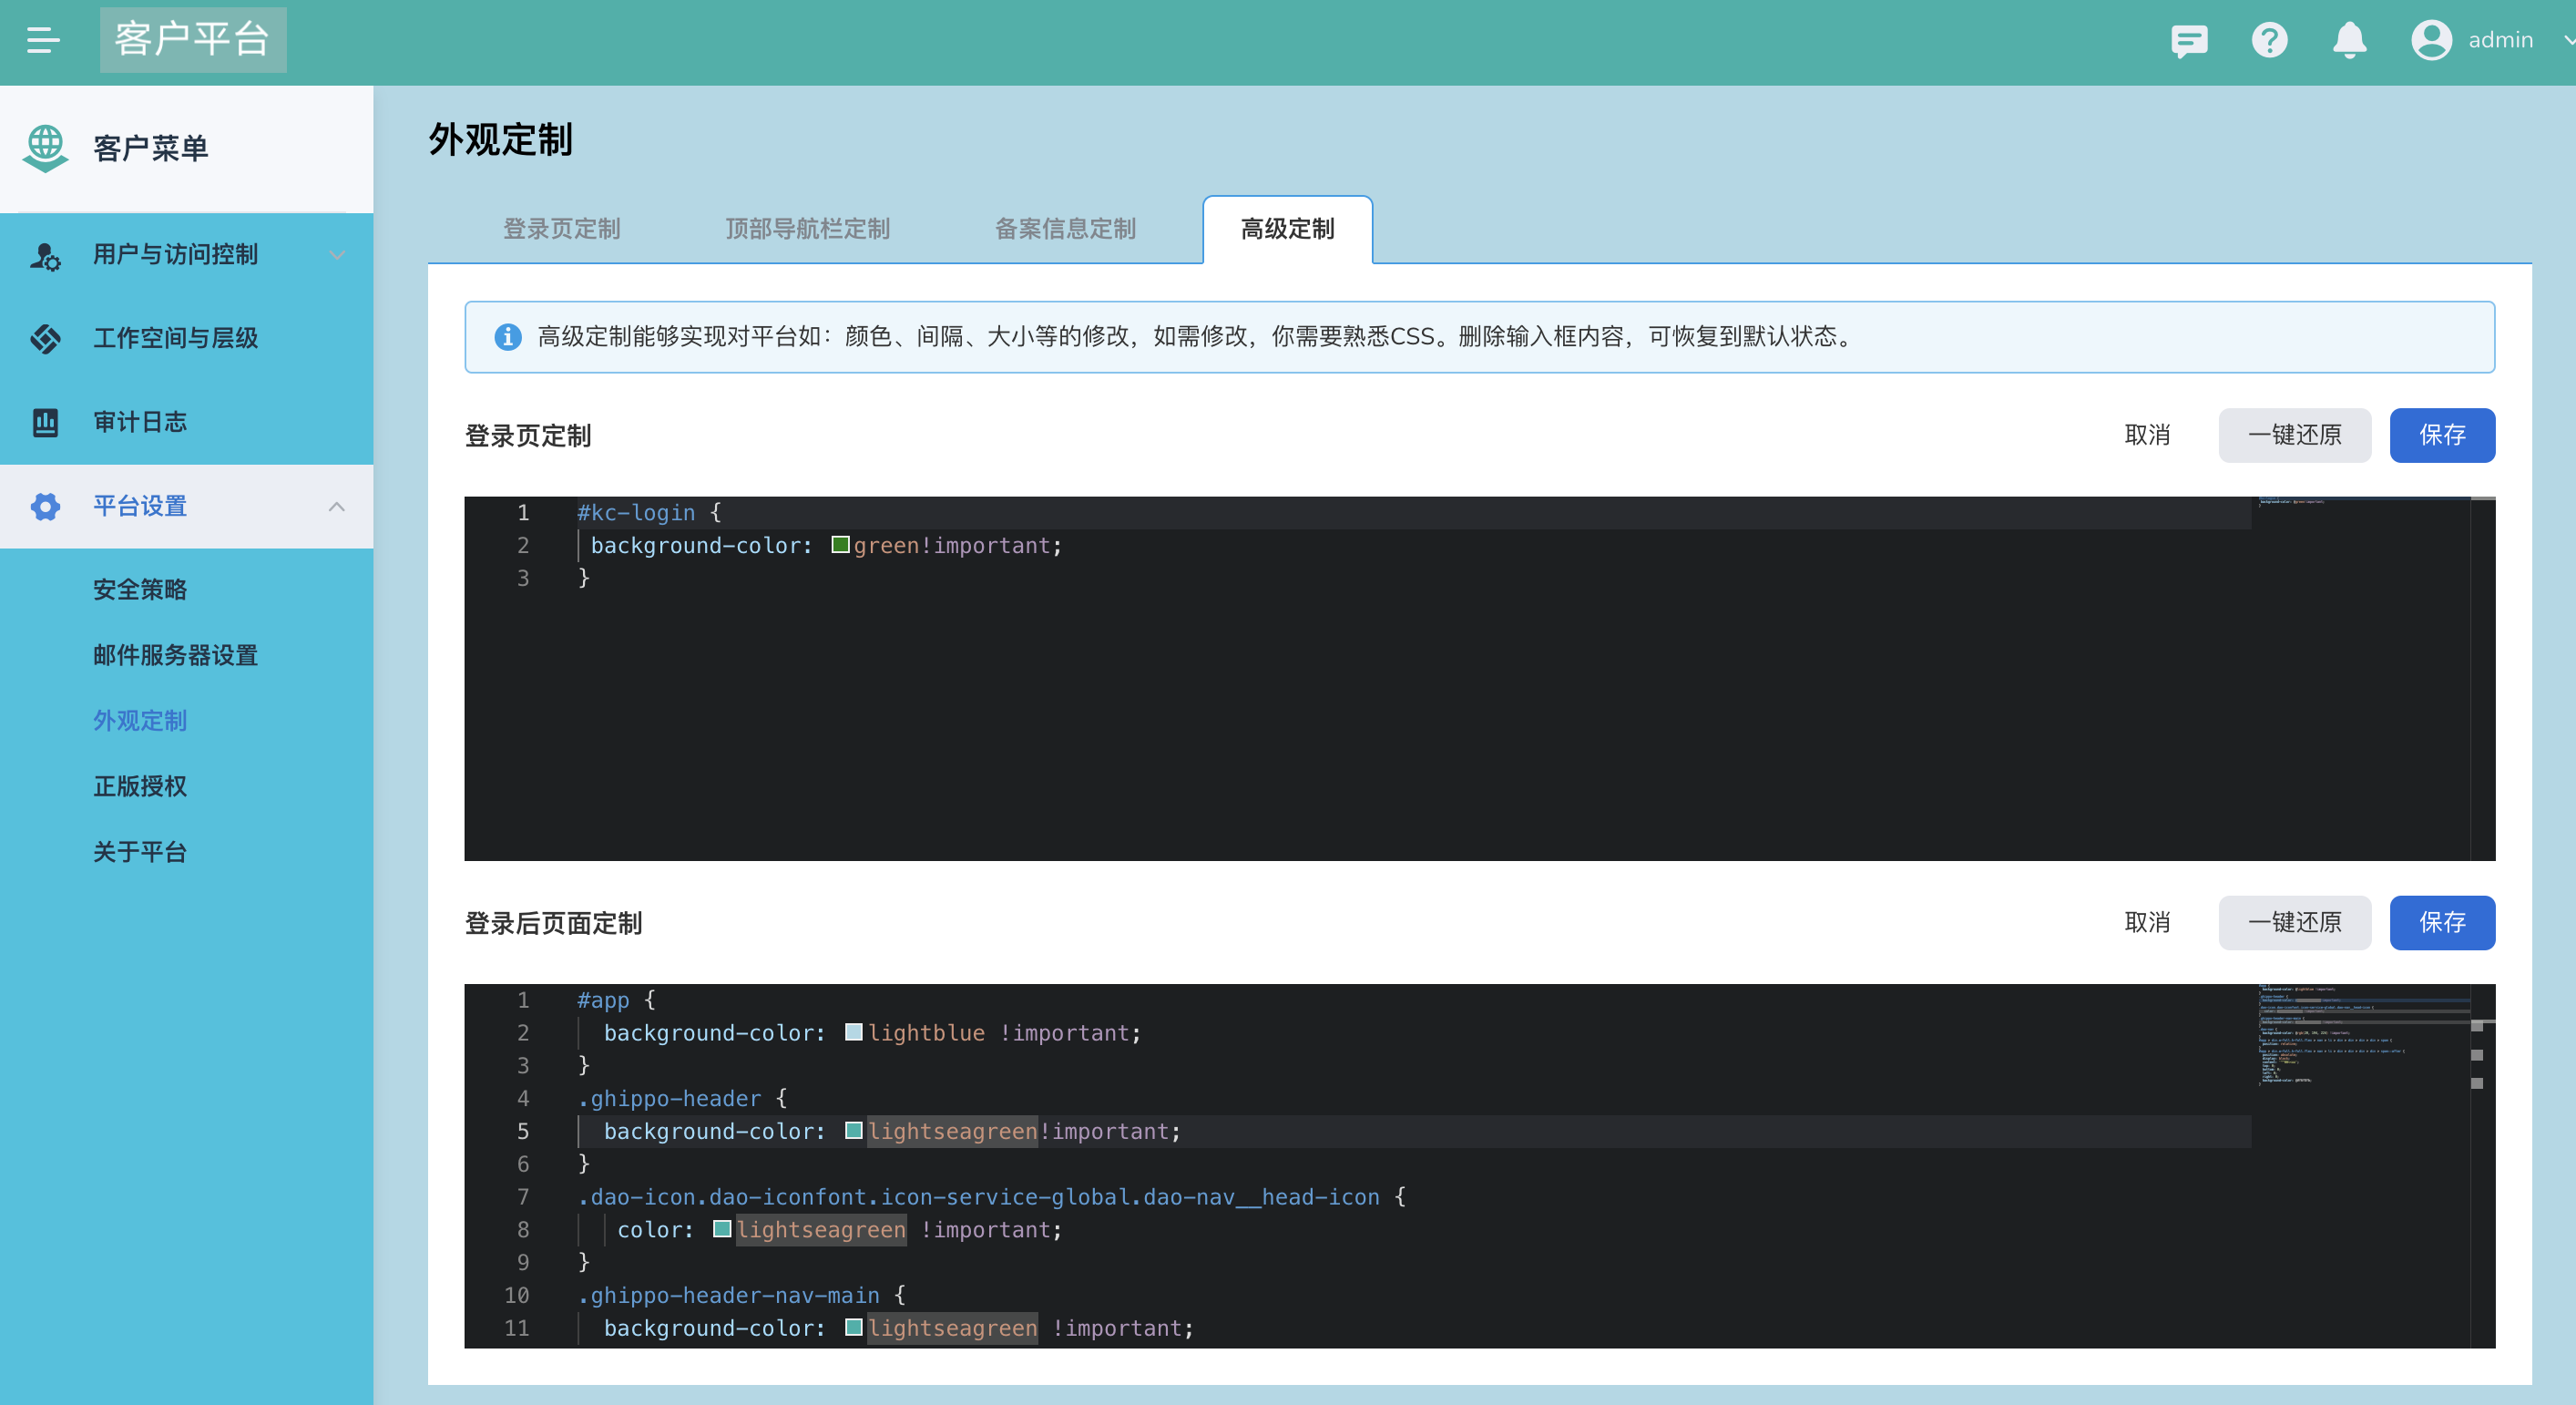 客户平台
admin
客户菜单
用户与访问控制
工作空间与层级
审计日志
平台设置
安全策略
邮件服务器设置
外观定制
正版授权
关于平台
外观定制
登录页定制 顶部导航栏定制 备案信息定制 高级定制
高级定制能够实现对平台如：颜色、间隔、大小等的修改，如需修改，你需要熟悉CSS。删除输入框内容，可恢复到默认状态。
登录页定制 取消 一键还原 保存
1 #kc-login {
2 background-color: green!important;
3 }
登录后页面定制 取消 一键还原 保存
1 #app {
2 background-color: lightblue !important;
3 }
4 .ghippo-header {
5 background-color: lightseagreen!important;
6 }
7 .dao-icon.dao-iconfont.icon-service-global.dao-nav__head-icon {
8 color: lightseagreen !important;
9 }
10 .ghippo-header-nav-main {
11 background-color: lightseagreen !important;